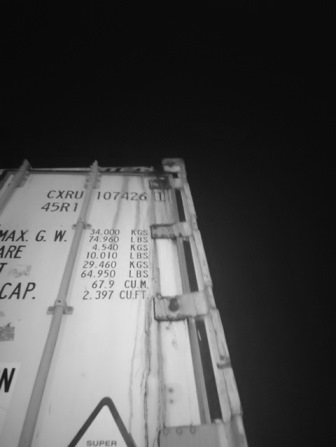 CXRU 107426 1
45R1
MAX. G. W. 34.000 KGS
74.960 LBS
ARE 4.540 KGS
10.010 LBS
T 29.460 KGS
64.950 LBS
CAP. 67.9 CU.M.
2.397 CU.FT.
N
SUPER